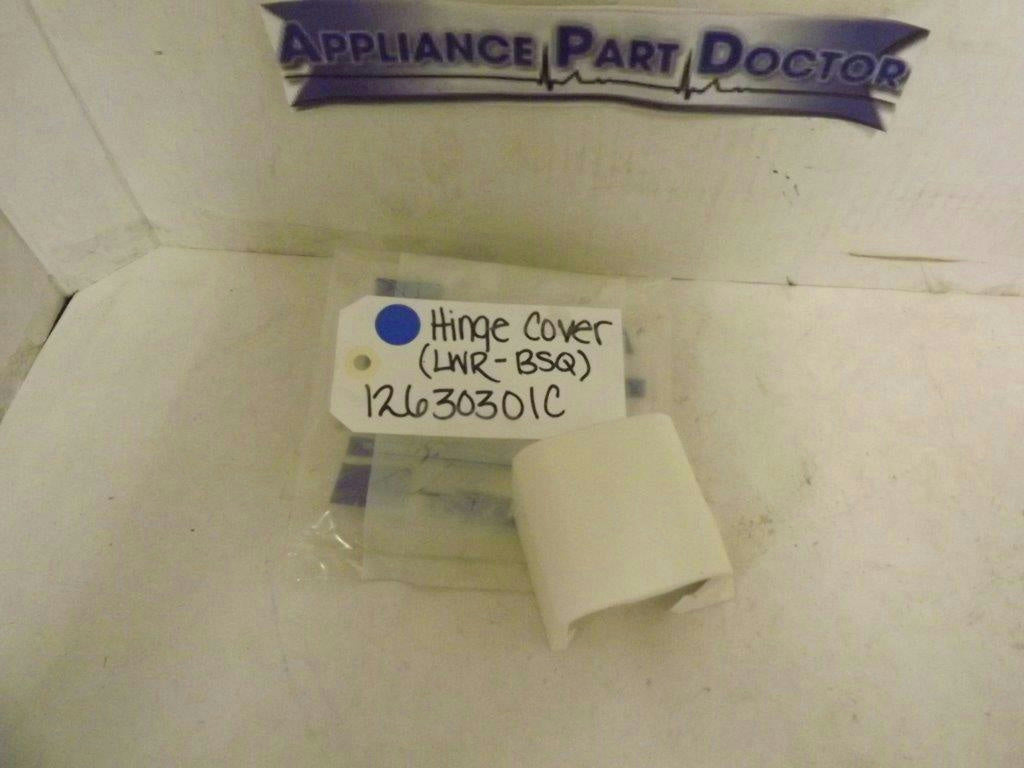 APPLIANCE PART DOCTOR
Hinge Cover
(LWR-BSQ)
12630301C